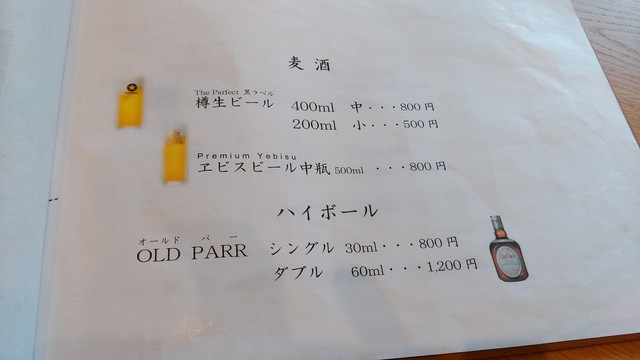 麦酒
The Parfect 黒ラベル
樽生ビール 400ml 中・・・800円
200ml 小・・・500円
Premium Yebisu
ヱビスビール中瓶 500ml ・・・800円
ハイボール
オールド パー
OLD PARR シングル 30ml・・・800円
ダブル 60ml・・・1,200円